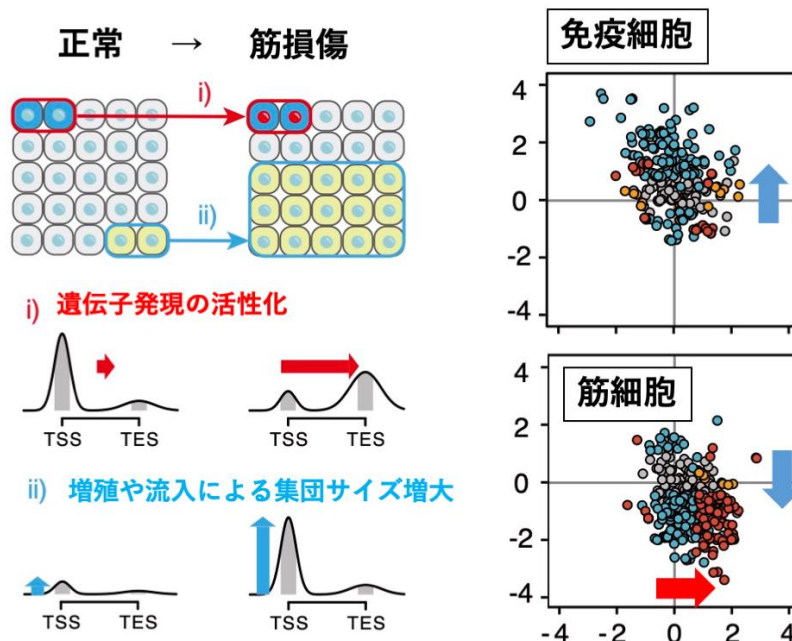 正常 → 筋損傷
i)
ii)
i) 遺伝子発現の活性化
TSS TES TSS TES
ii) 増殖や流入による集団サイズ増大
TSS TES TSS TES
免疫細胞
4
2
0
-2
-4
筋細胞
4
2
0
-2
-4
-4 -2 0 2 4